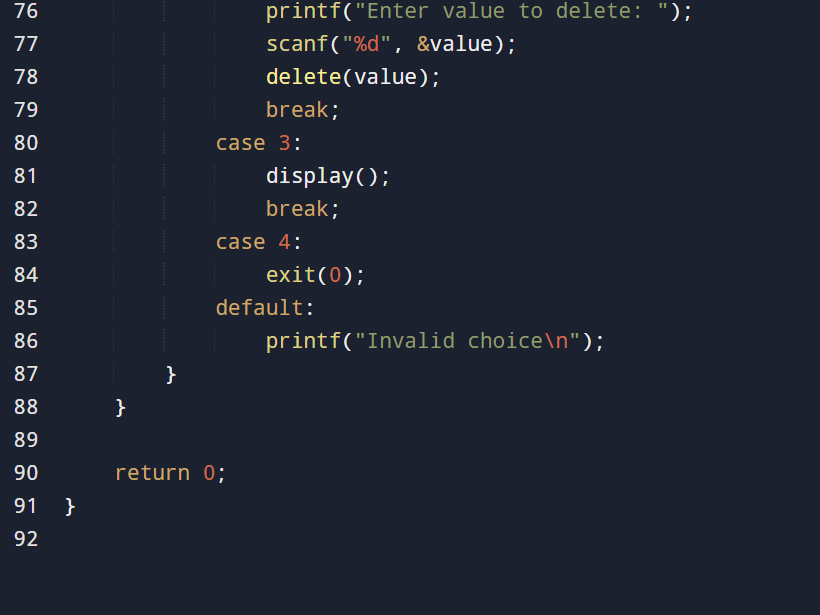 76                 printf("Enter value to delete: ");
77                 scanf("%d", &value);
78                 delete(value);
79                 break;
80             case 3:
81                 display();
82                 break;
83             case 4:
84                 exit(0);
85             default:
86                 printf("Invalid choice\n");
87         }
88     }
89
90     return 0;
91 }
92